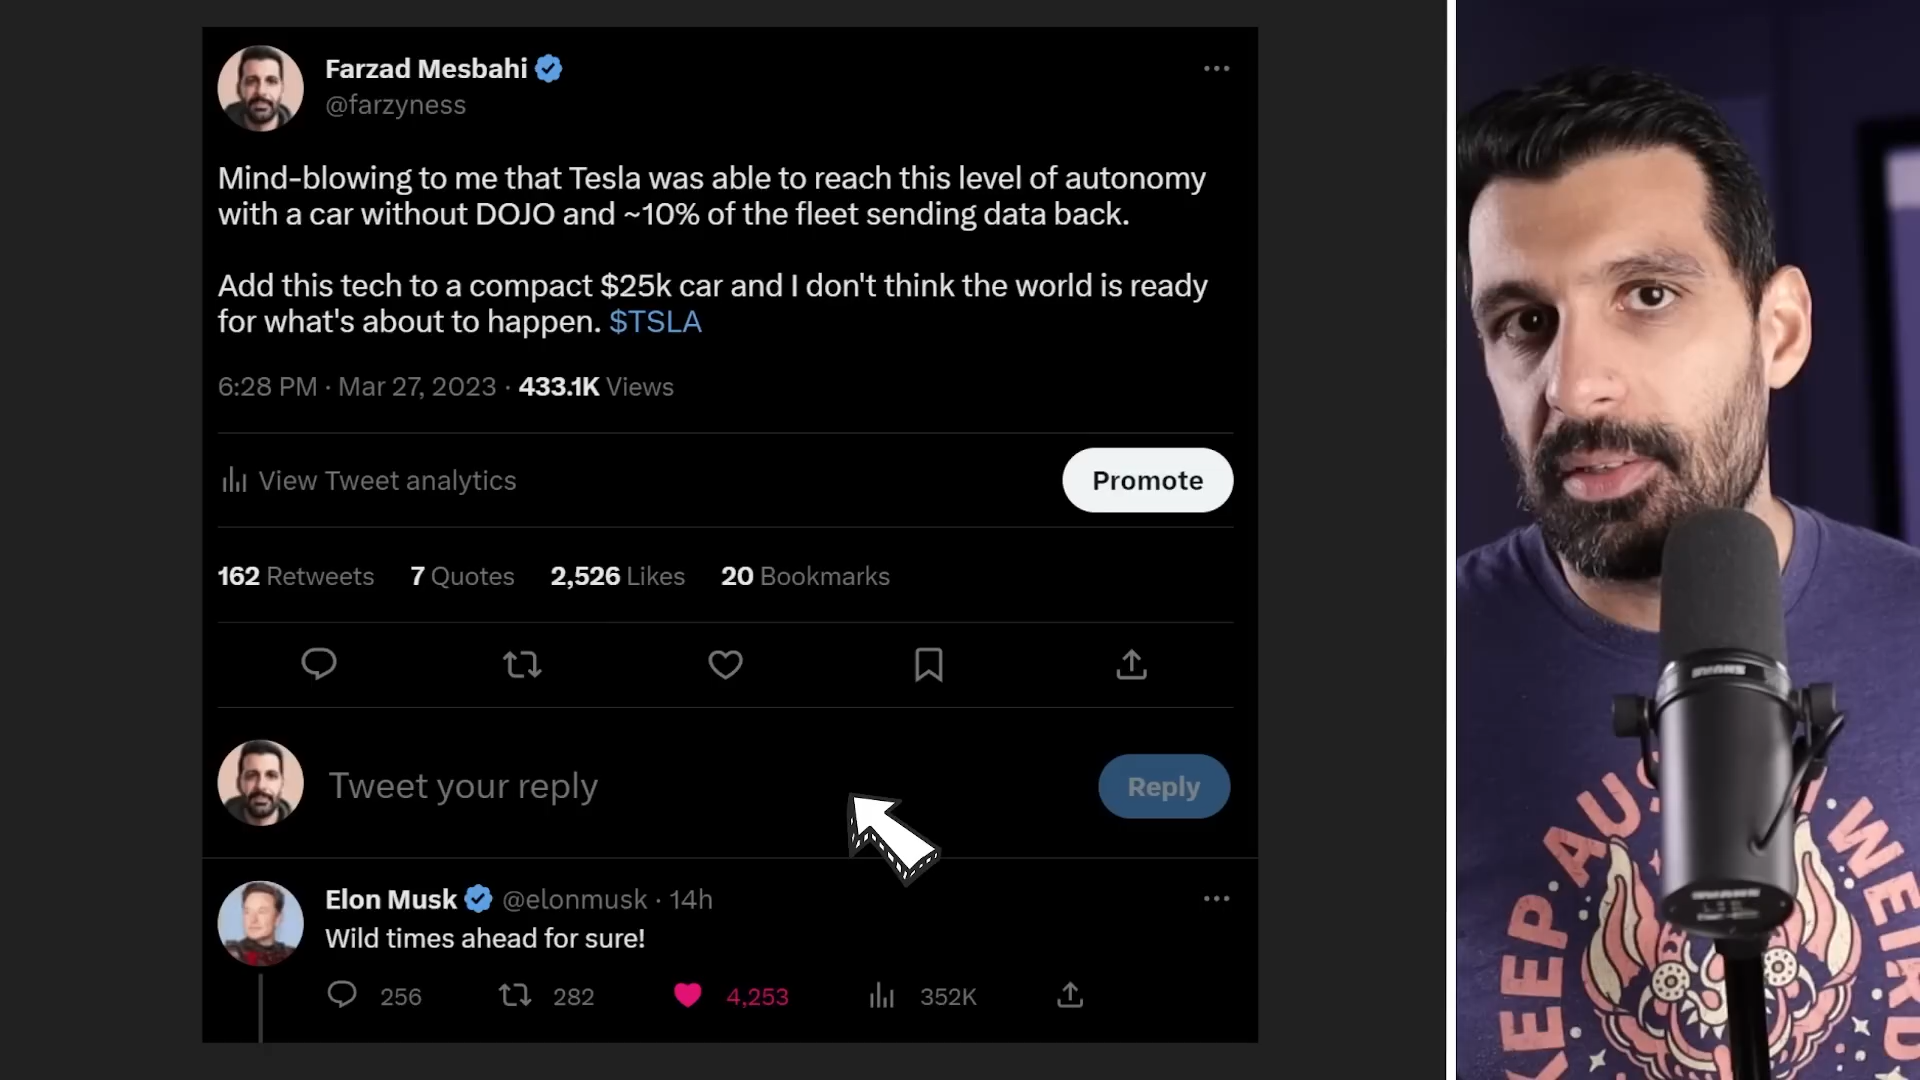 Farzad Mesbahi
@farzyness
Mind-blowing to me that Tesla was able to reach this level of autonomy
with a car without DOJO and ~10% of the fleet sending data back.
Add this tech to a compact $25k car and I don't think the world is ready
for what's about to happen. $TSLA
6:28 PM · Mar 27, 2023 · 433.1K Views
View Tweet analytics
Promote
162 Retweets 7 Quotes 2,526 Likes 20 Bookmarks
Tweet your reply
Reply
Elon Musk @elonmusk · 14h
Wild times ahead for sure!
256 282 4,253 352K
KEEP AUS WEIRD